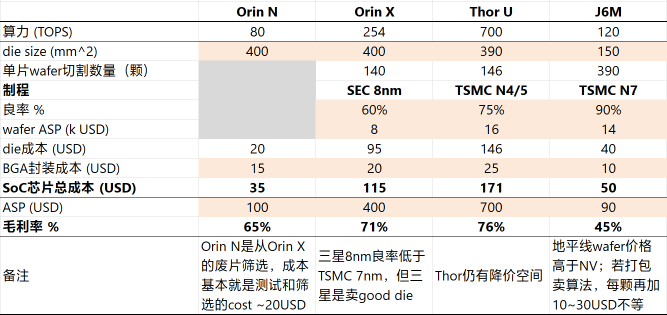 Orin N Orin X Thor U J6M
算力 (TOPS) 80 254 700 120
die size (mm^2) 400 400 390 150
单片wafer切割数量（颗） 140 146 390
制程 SEC 8nm TSMC N4/5 TSMC N7
良率 % 60% 75% 90%
wafer ASP (k USD) 8 16 14
die成本 (USD) 20 95 146 40
BGA封装成本 (USD) 15 20 25 10
SoC芯片总成本 (USD) 35 115 171 50
ASP (USD) 100 400 700 90
毛利率 % 65% 71% 76% 45%
备注
Orin N是从Orin X
的废片筛选，成本
基本就是测试和筛
选的cost ~20USD
三星8nm良率低于
TSMC 7nm，但三
星是卖good die
Thor仍有降价空间
地平线wafer价格
高于NV；若打包
卖算法，每颗再加
10~30USD不等